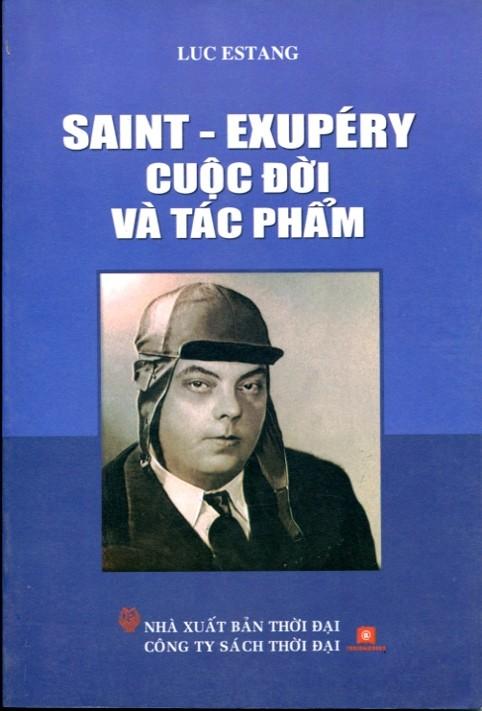 LUC ESTANG
SAINT - EXUPÉRY
CUỘC ĐỜI
VÀ TÁC PHẨM
NHÀ XUẤT BẢN THỜI ĐẠI
CÔNG TY SÁCH THỜI ĐẠI